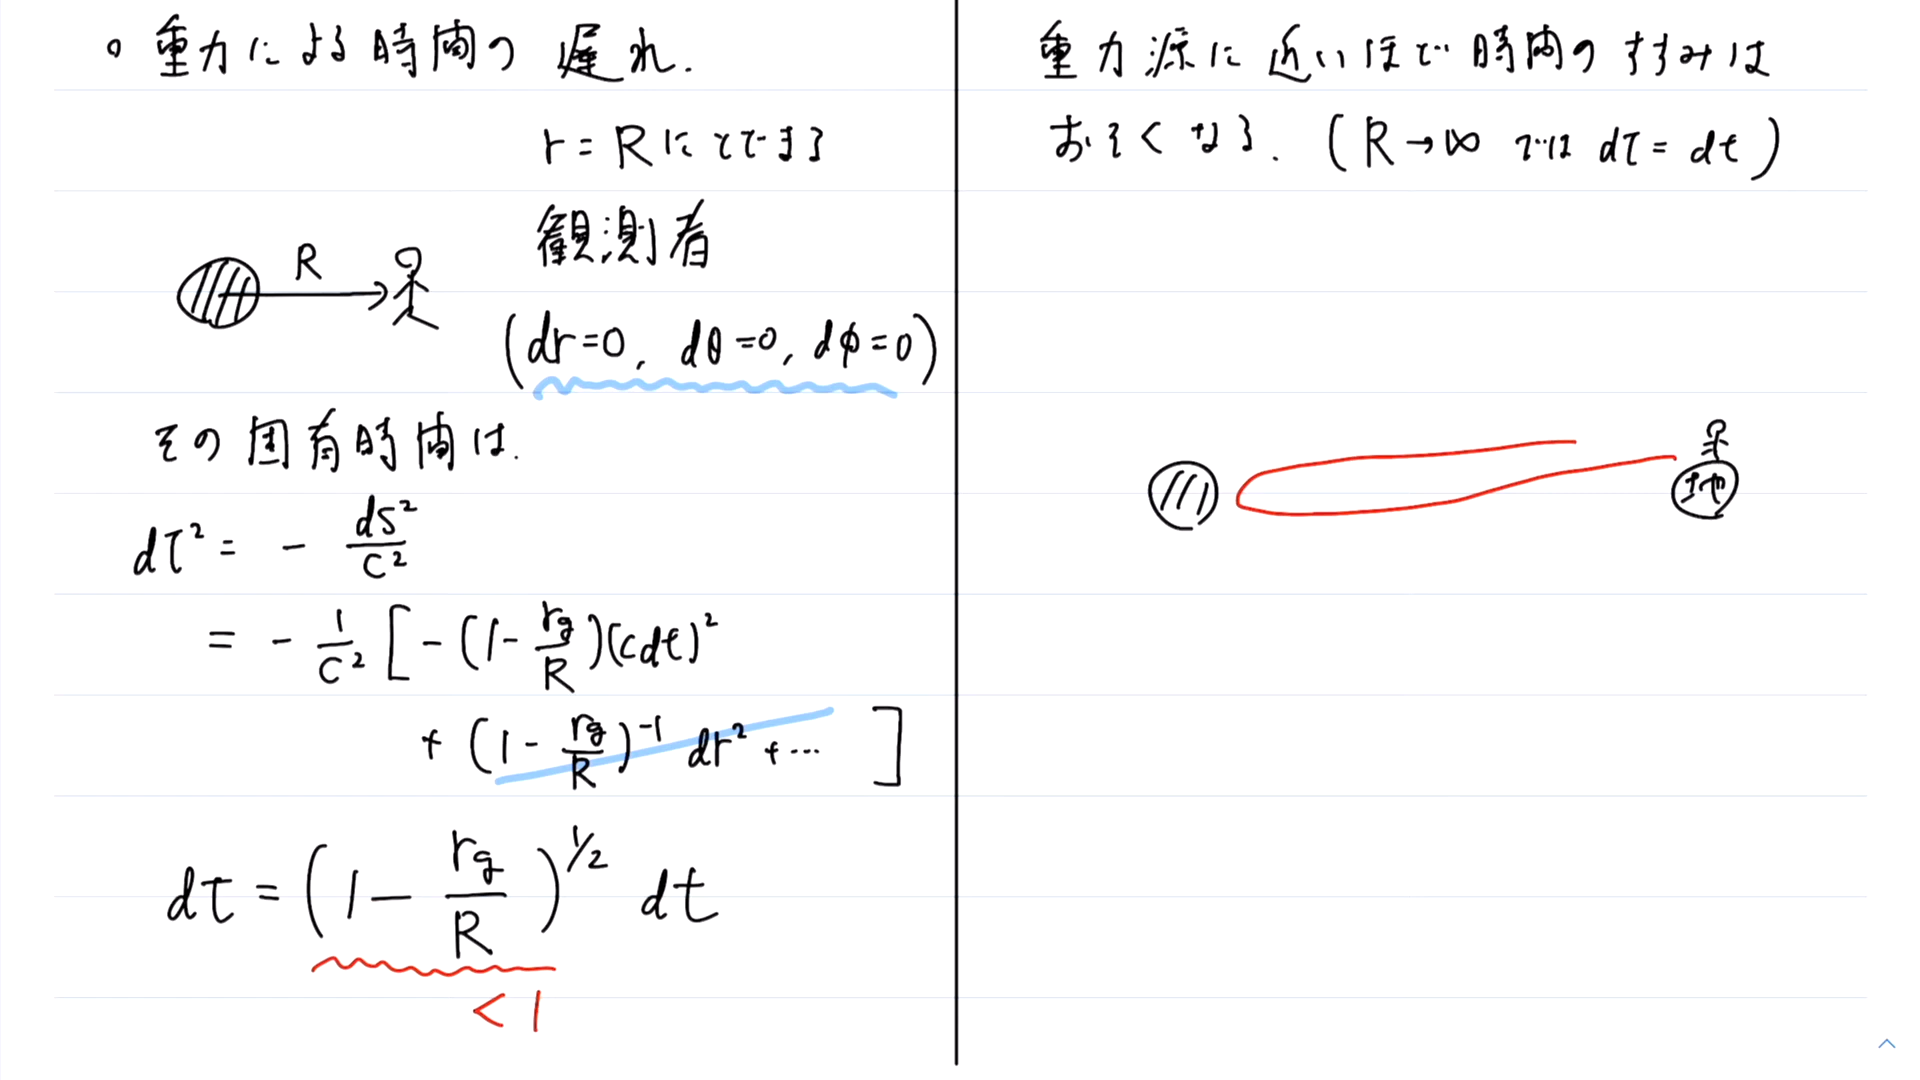 ○ 重力による時間の遅れ.
r = R にとどまる
観測者
R
(dr=0, dθ=0, dφ=0)
その固有時間は.
dτ² = - ds²/c²
= - 1/c² [ - (1 - rg/R)(cdt)²
+ (1 - rg/R)⁻¹ dr² + ⋯ ]
dτ = (1 - rg/R)^1/2 dt
< 1
重力源に近いほど時間のすすみは
おそくなる. (R→∞ では dτ = dt)
地